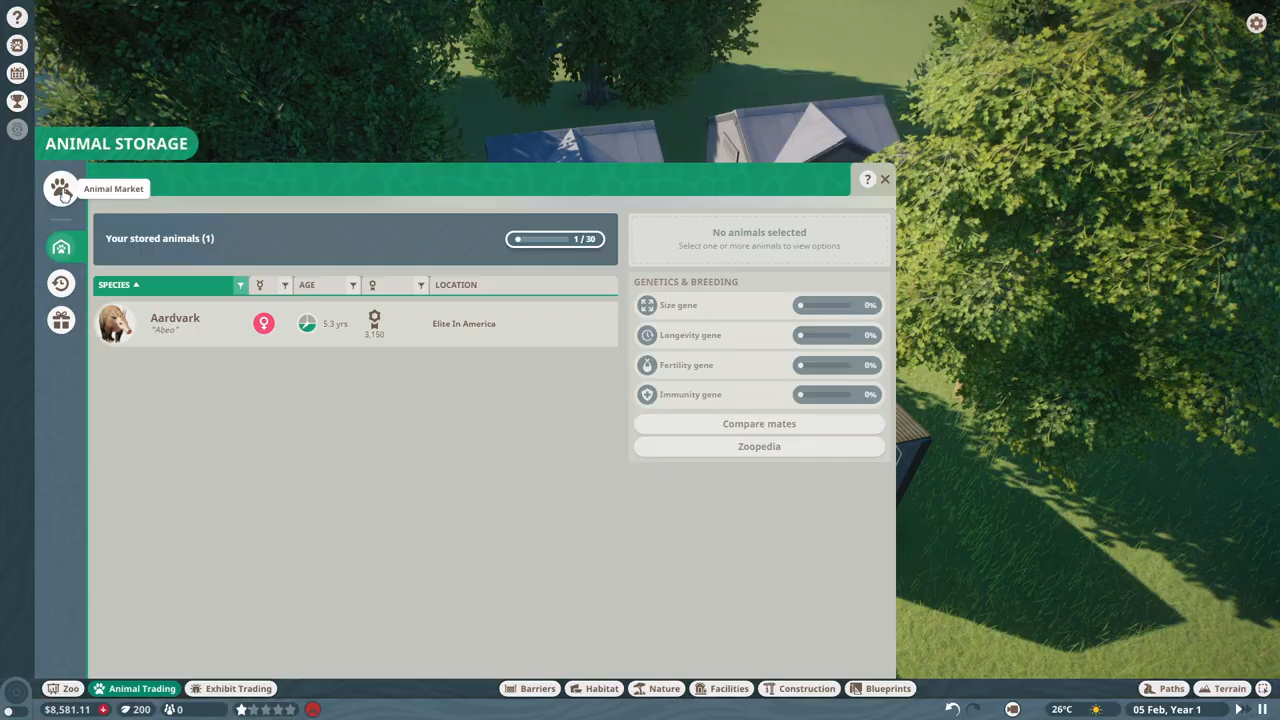 ?
ANIMAL STORAGE
Animal Market
?
Your stored animals (1)
1 / 30
No animals selected
Select one or more animals to view options
SPECIES
AGE
LOCATION
GENETICS & BREEDING
Aardvark
"Abeo"
5.3 yrs
3,150
Elite In America
Size gene
0%
Longevity gene
0%
Fertility gene
0%
Immunity gene
0%
Compare mates
Zoopedia
Zoo
Animal Trading
Exhibit Trading
Barriers
Habitat
Nature
Facilities
Construction
Blueprints
Paths
Terrain
$8,581.11
200
0
26°C
05 Feb, Year 1